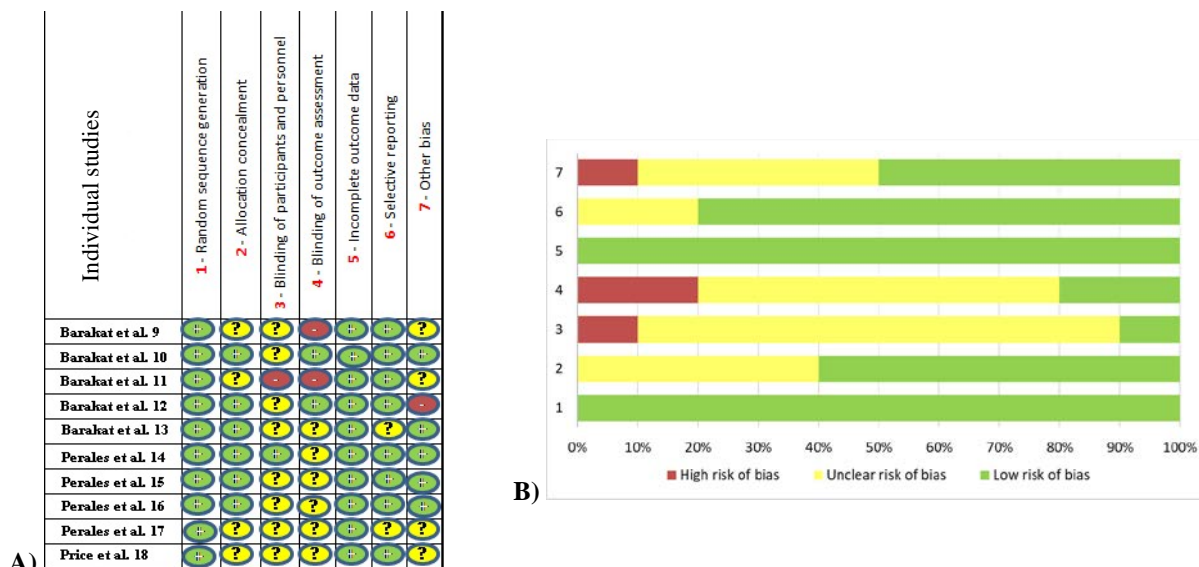 Individual studies
1 - Random sequence generation
2 - Allocation concealment
3 - Blinding of participants and personnel
4 - Blinding of outcome assessment
5 - Incomplete outcome data
6 - Selective reporting
7 - Other bias
Barakat et al. 9 + ? ? - + + ?
Barakat et al. 10 + + ? + + + +
Barakat et al. 11 + ? - - + + ?
Barakat et al. 12 + + ? + + + -
Barakat et al. 13 + + ? ? + ? +
Perales et al. 14 + + + ? + + +
Perales et al. 15 + + ? ? + + +
Perales et al. 16 + + ? ? + + +
Perales et al. 17 + ? ? ? + ? ?
Price et al. 18 + ? ? ? + + ?
A)
7
6
5
4
3
2
1
0% 10% 20% 30% 40% 50% 60% 70% 80% 90% 100%
High risk of bias Unclear risk of bias Low risk of bias
B)